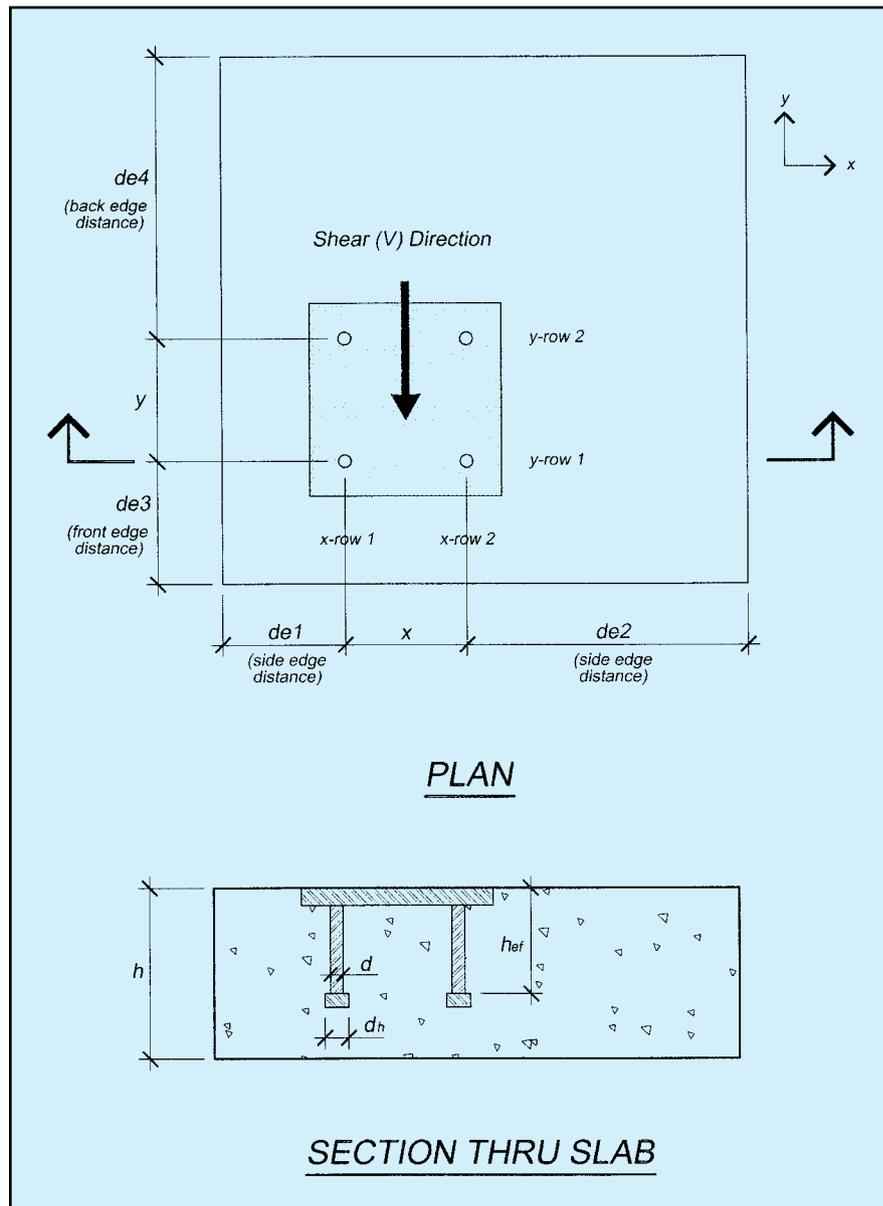 y
x
de4
(back edge
distance)
Shear (V) Direction
y-row 2
y
y-row 1
de3
(front edge
distance)
x-row 1
x-row 2
de1
x
de2
(side edge
distance)
(side edge
distance)
PLAN
h
d
hef
dh
SECTION THRU SLAB